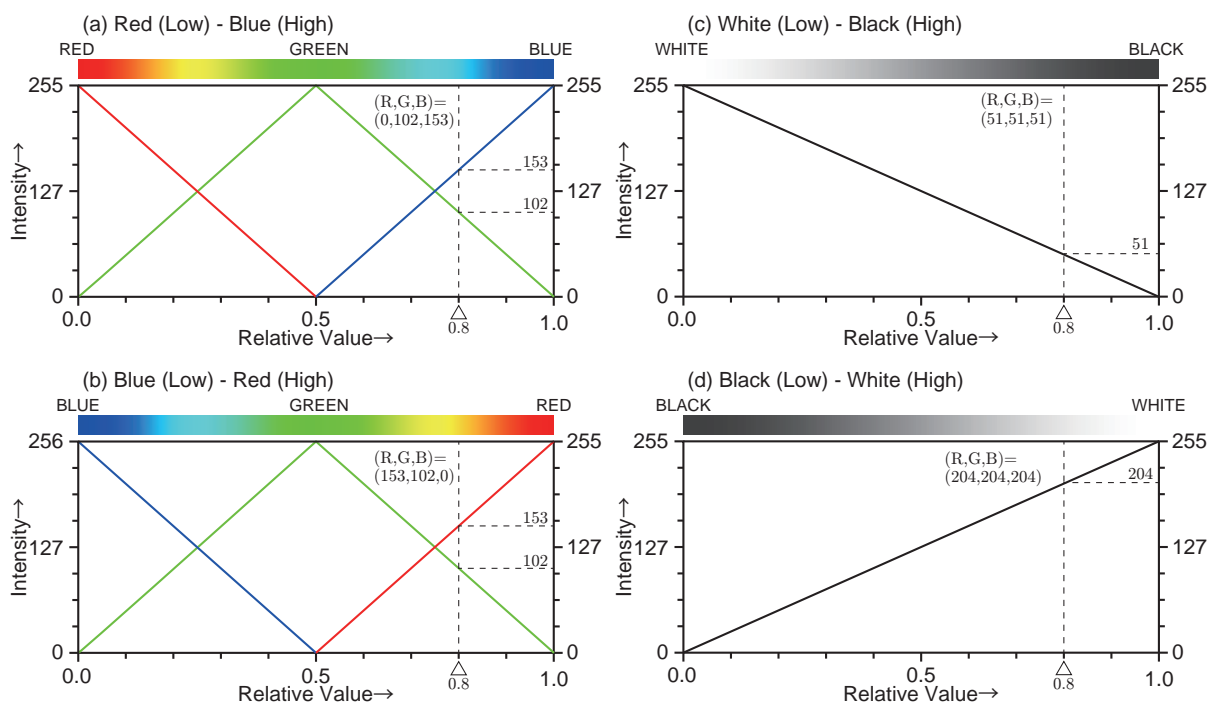 (a) Red (Low) - Blue (High)
RED GREEN BLUE
255 255
(R,G,B)=
(0,102,153)
153
127 127
102
Intensity→
0 0
0.0 0.5 1.0
0.8
Relative Value→
(c) White (Low) - Black (High)
WHITE BLACK
255 255
(R,G,B)=
(51,51,51)
127 127
51
Intensity→
0 0
0.0 0.5 1.0
0.8
Relative Value→
(b) Blue (Low) - Red (High)
BLUE GREEN RED
256 255
(R,G,B)=
(153,102,0)
153
127 127
102
Intensity→
0 0
0.0 0.5 1.0
0.8
Relative Value→
(d) Black (Low) - White (High)
BLACK WHITE
255 255
(R,G,B)=
(204,204,204)
204
127 127
Intensity→
0 0
0.0 0.5 1.0
0.8
Relative Value→